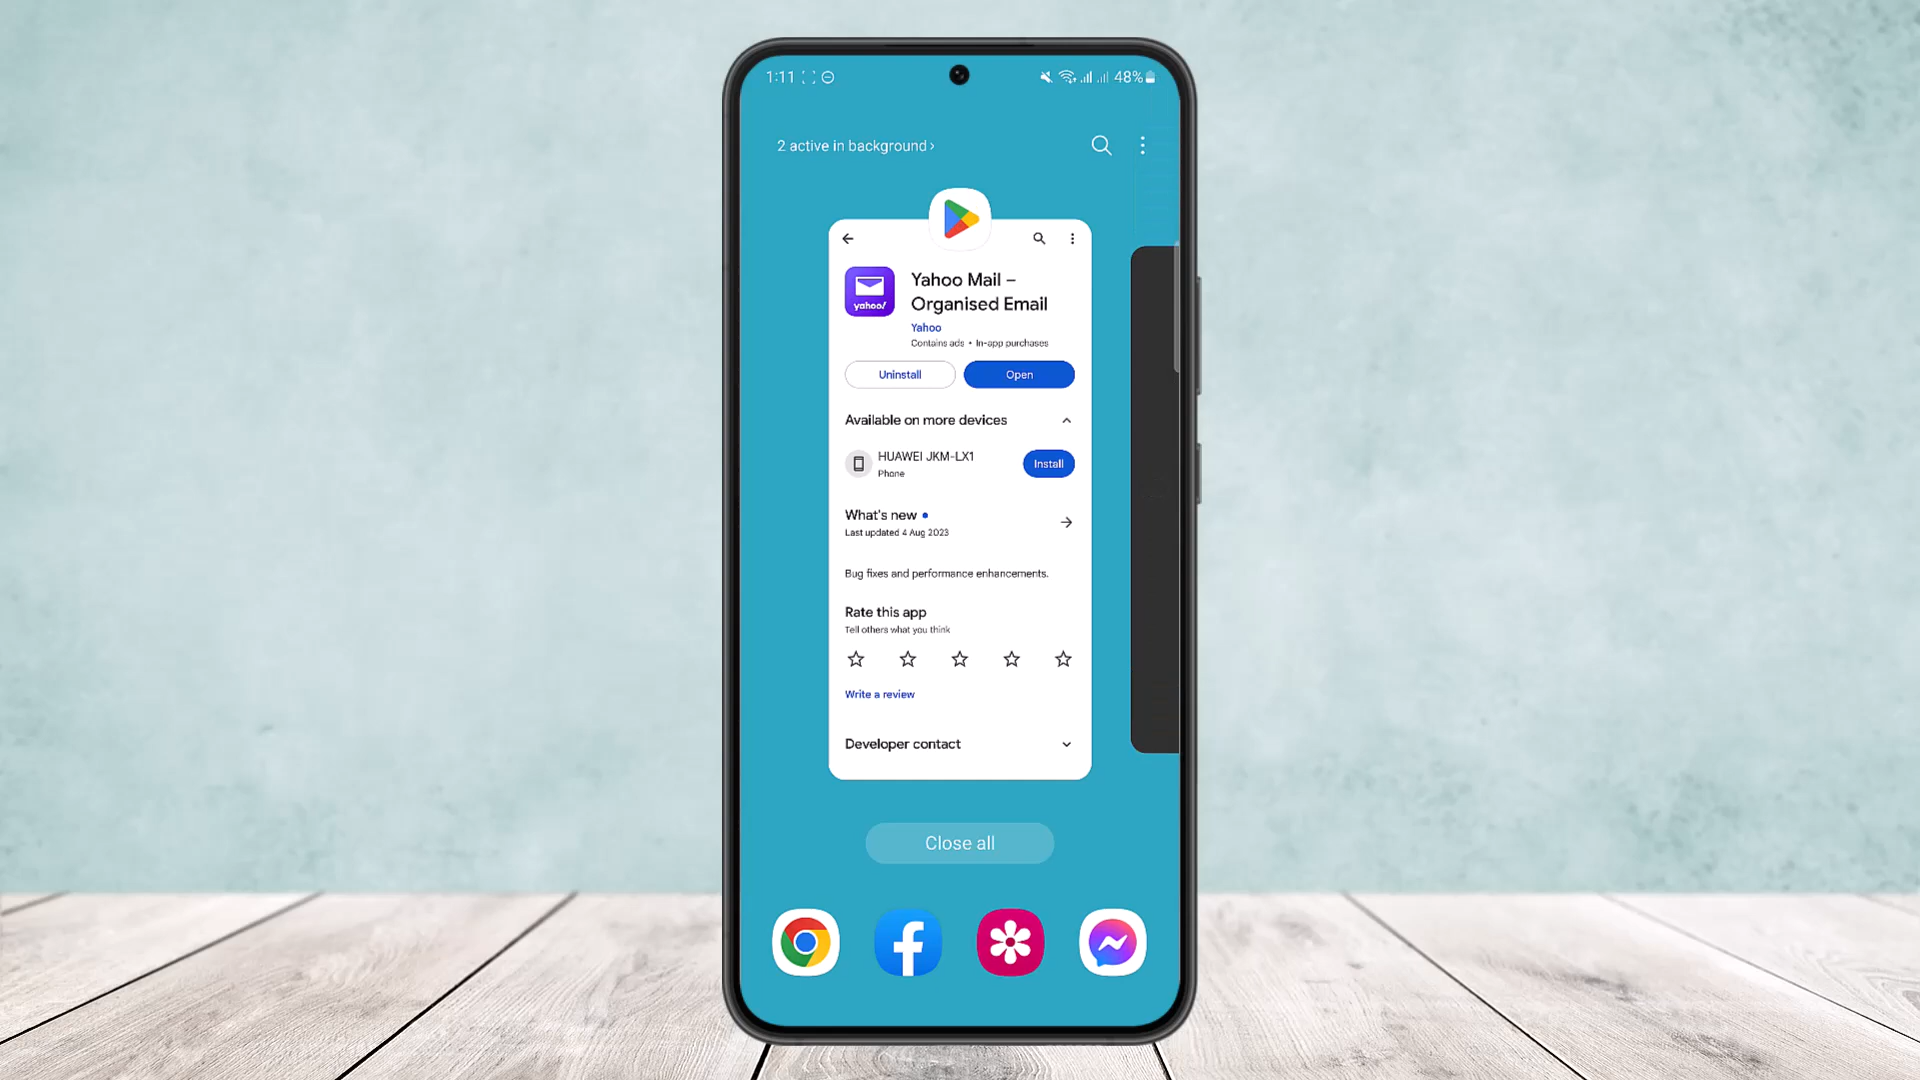 1:11
48%
2 active in background ›
Yahoo Mail –
Organised Email
yahoo!
Yahoo
Contains ads • In-app purchases
Uninstall
Open
Available on more devices
HUAWEI JKM-LX1
Phone
Install
What's new •
Last updated 4 Aug 2023
Bug fixes and performance enhancements.
Rate this app
Tell others what you think
Write a review
Developer contact
Close all